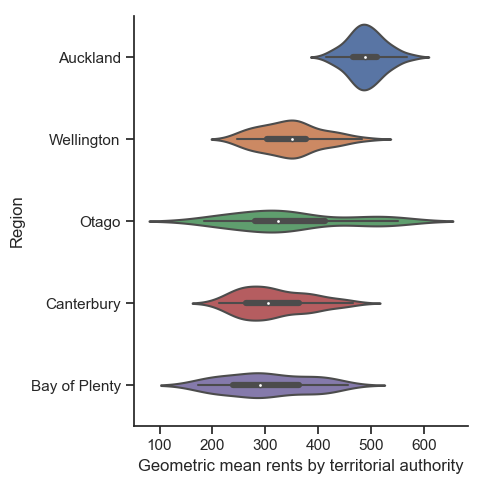 Auckland
Wellington
Otago
Canterbury
Bay of Plenty
Region
100 200 300 400 500 600
Geometric mean rents by territorial authority